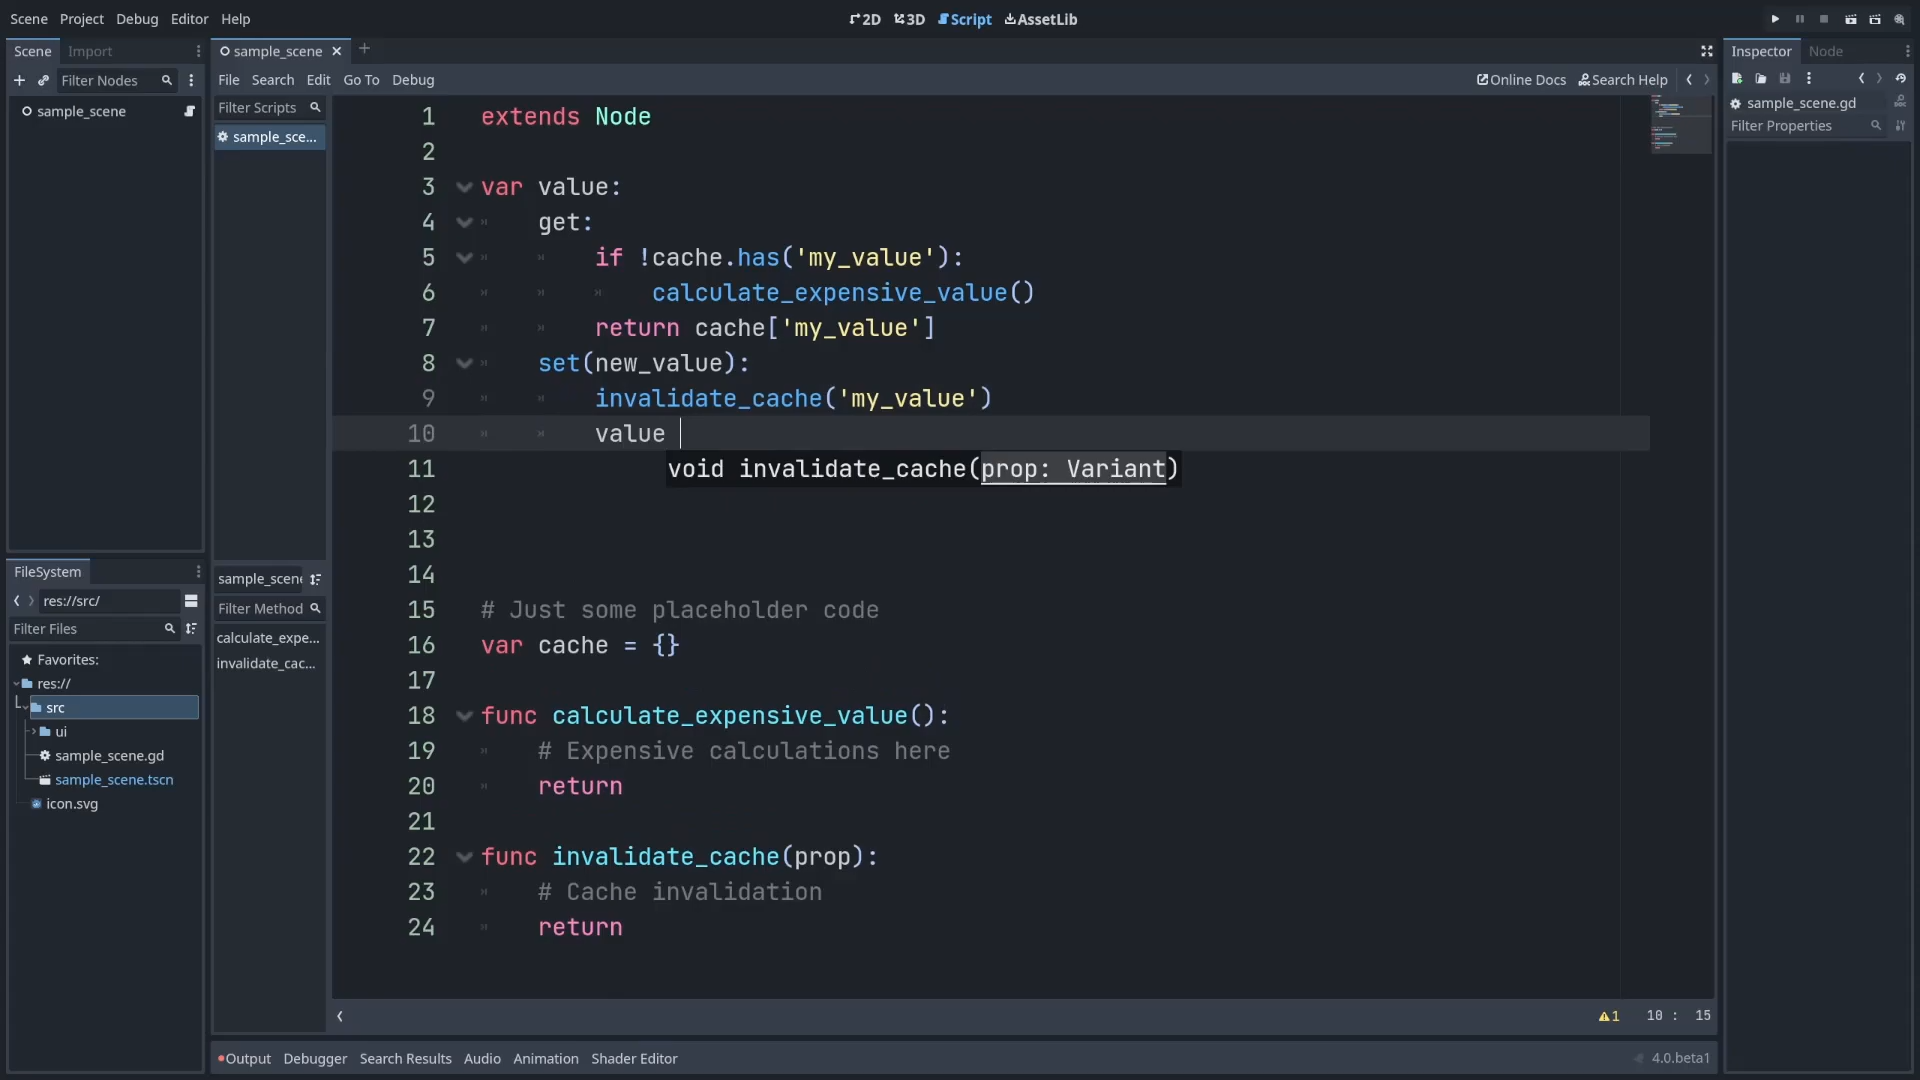 Scene Project Debug Editor Help
2D 3D Script AssetLib
Scene Import
Filter Nodes
sample_scene
FileSystem
res://src/
Filter Files
Favorites:
res://
src
ui
sample_scene.gd
sample_scene.tscn
icon.svg
sample_scene
File Search Edit Go To Debug
Online Docs Search Help
Filter Scripts
sample_sce...
sample_scene
Filter Method
calculate_expe...
invalidate_cac...
1 extends Node
2
3 var value:
4 get:
5 if !cache.has('my_value'):
6 calculate_expensive_value()
7 return cache['my_value']
8 set(new_value):
9 invalidate_cache('my_value')
10 value
void invalidate_cache(prop: Variant)
11
12
13
14
15 # Just some placeholder code
16 var cache = {}
17
18 func calculate_expensive_value():
19 # Expensive calculations here
20 return
21
22 func invalidate_cache(prop):
23 # Cache invalidation
24 return
1 10 : 15
Output Debugger Search Results Audio Animation Shader Editor
4.0.beta1
Inspector Node
sample_scene.gd
Filter Properties